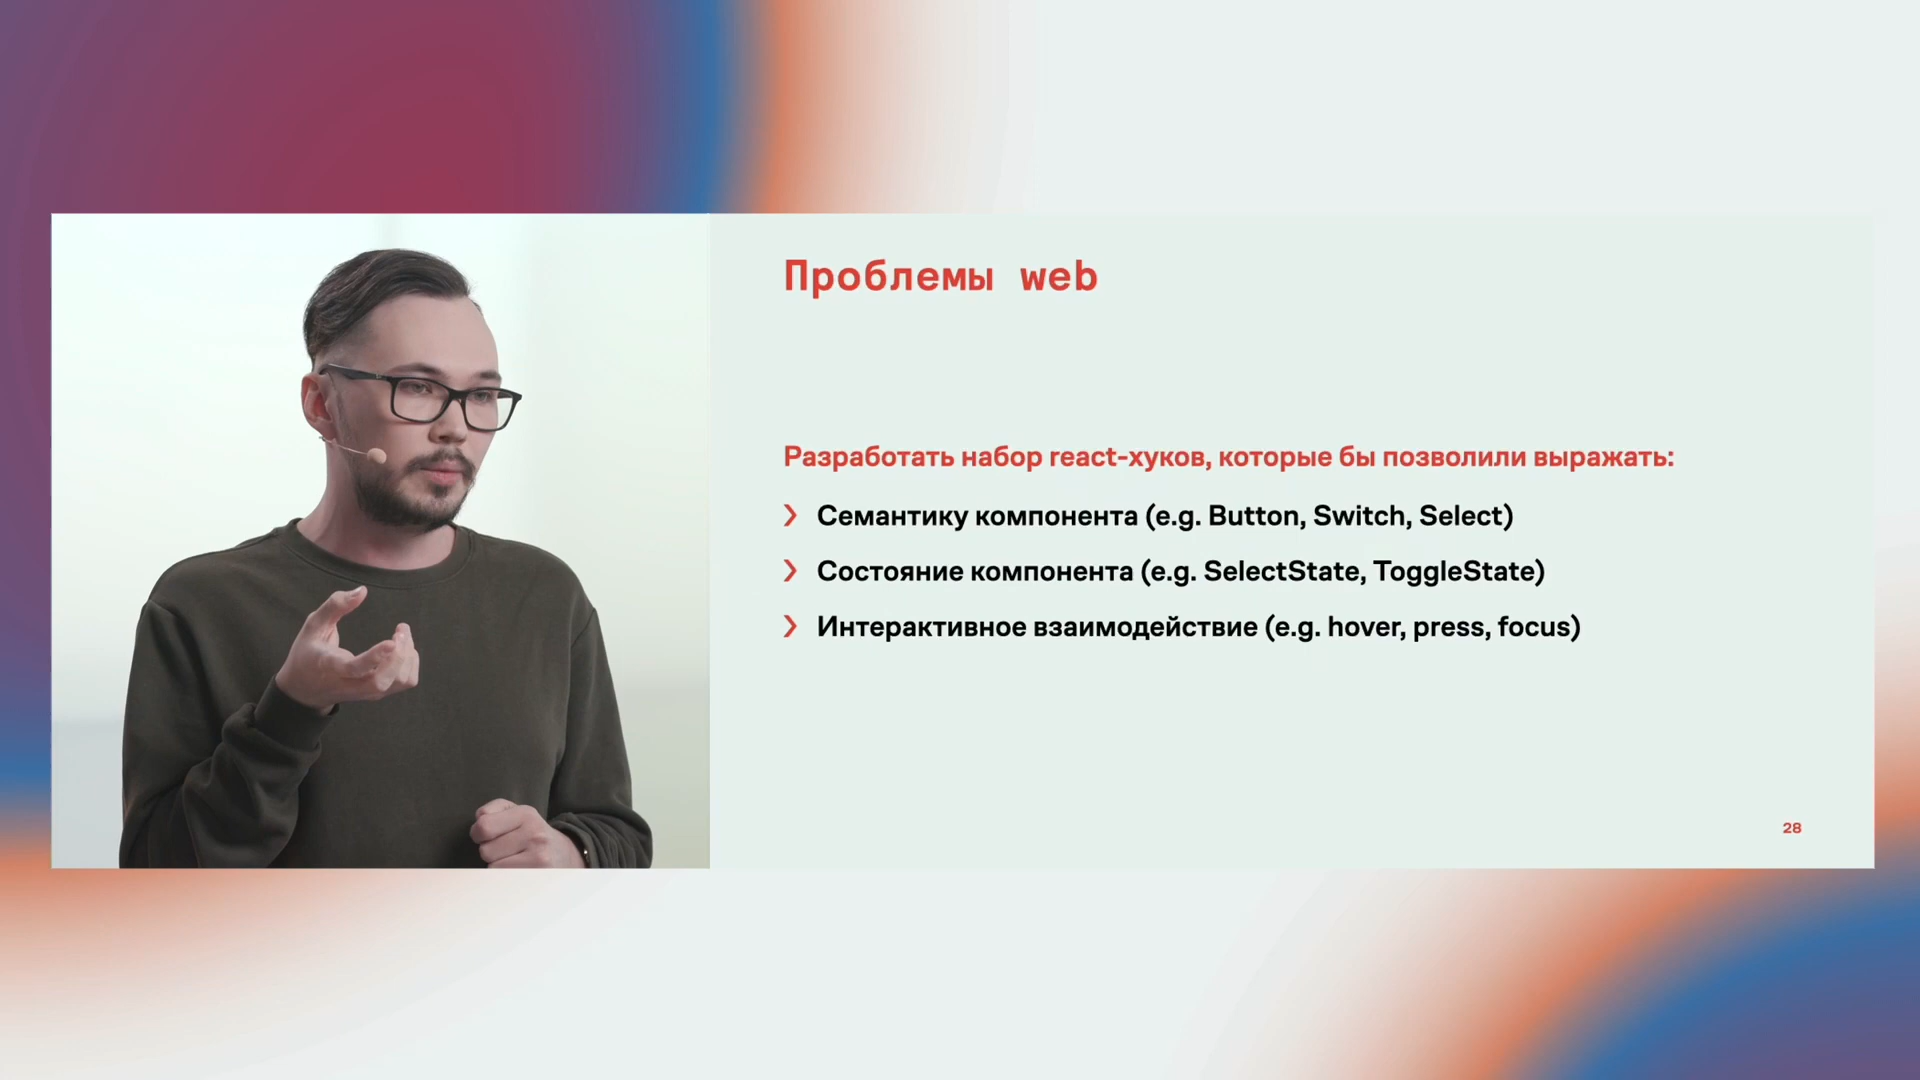 Проблемы web
Разработать набор react-хуков, которые бы позволили выражать:
Семантику компонента (e.g. Button, Switch, Select)
Состояние компонента (e.g. SelectState, ToggleState)
Интерактивное взаимодействие (e.g. hover, press, focus)
28